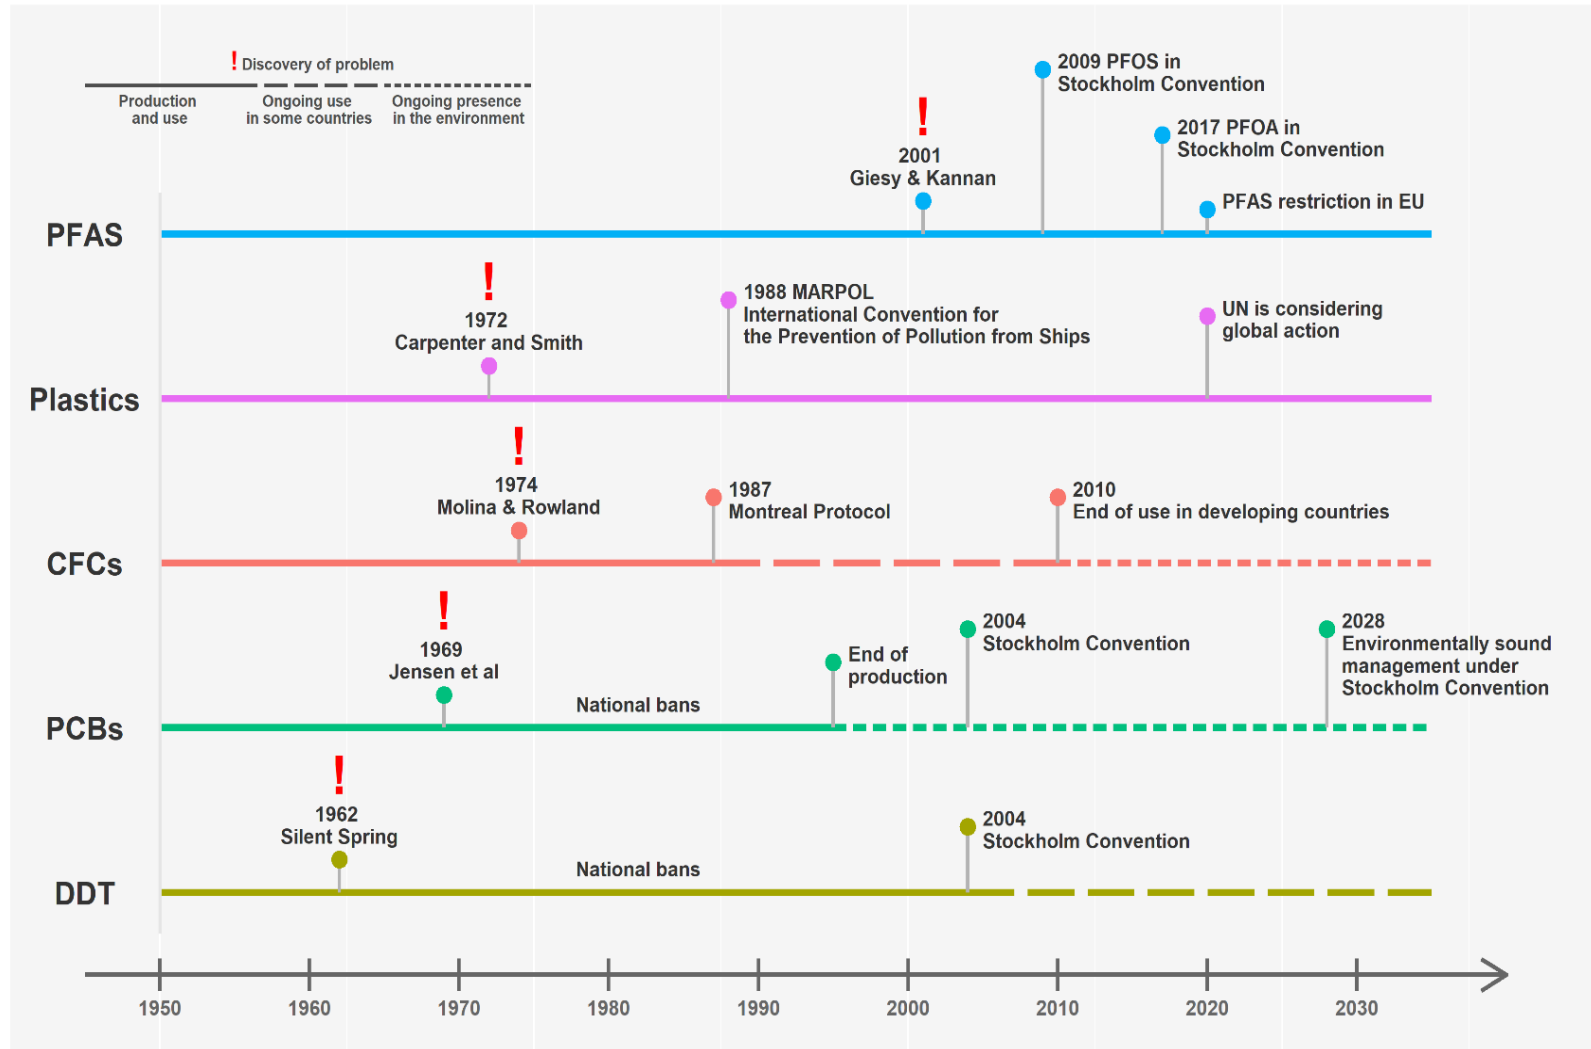 ! Discovery of problem
Production
and use
Ongoing use
in some countries
Ongoing presence
in the environment
PFAS
!
2001
Giesy & Kannan
2009 PFOS in
Stockholm Convention
2017 PFOA in
Stockholm Convention
PFAS restriction in EU
Plastics
!
1972
Carpenter and Smith
1988 MARPOL
International Convention for
the Prevention of Pollution from Ships
UN is considering
global action
CFCs
!
1974
Molina & Rowland
1987
Montreal Protocol
2010
End of use in developing countries
PCBs
!
1969
Jensen et al
National bans
End of
production
2004
Stockholm Convention
2028
Environmentally sound
management under
Stockholm Convention
DDT
!
1962
Silent Spring
National bans
2004
Stockholm Convention
1950 1960 1970 1980 1990 2000 2010 2020 2030